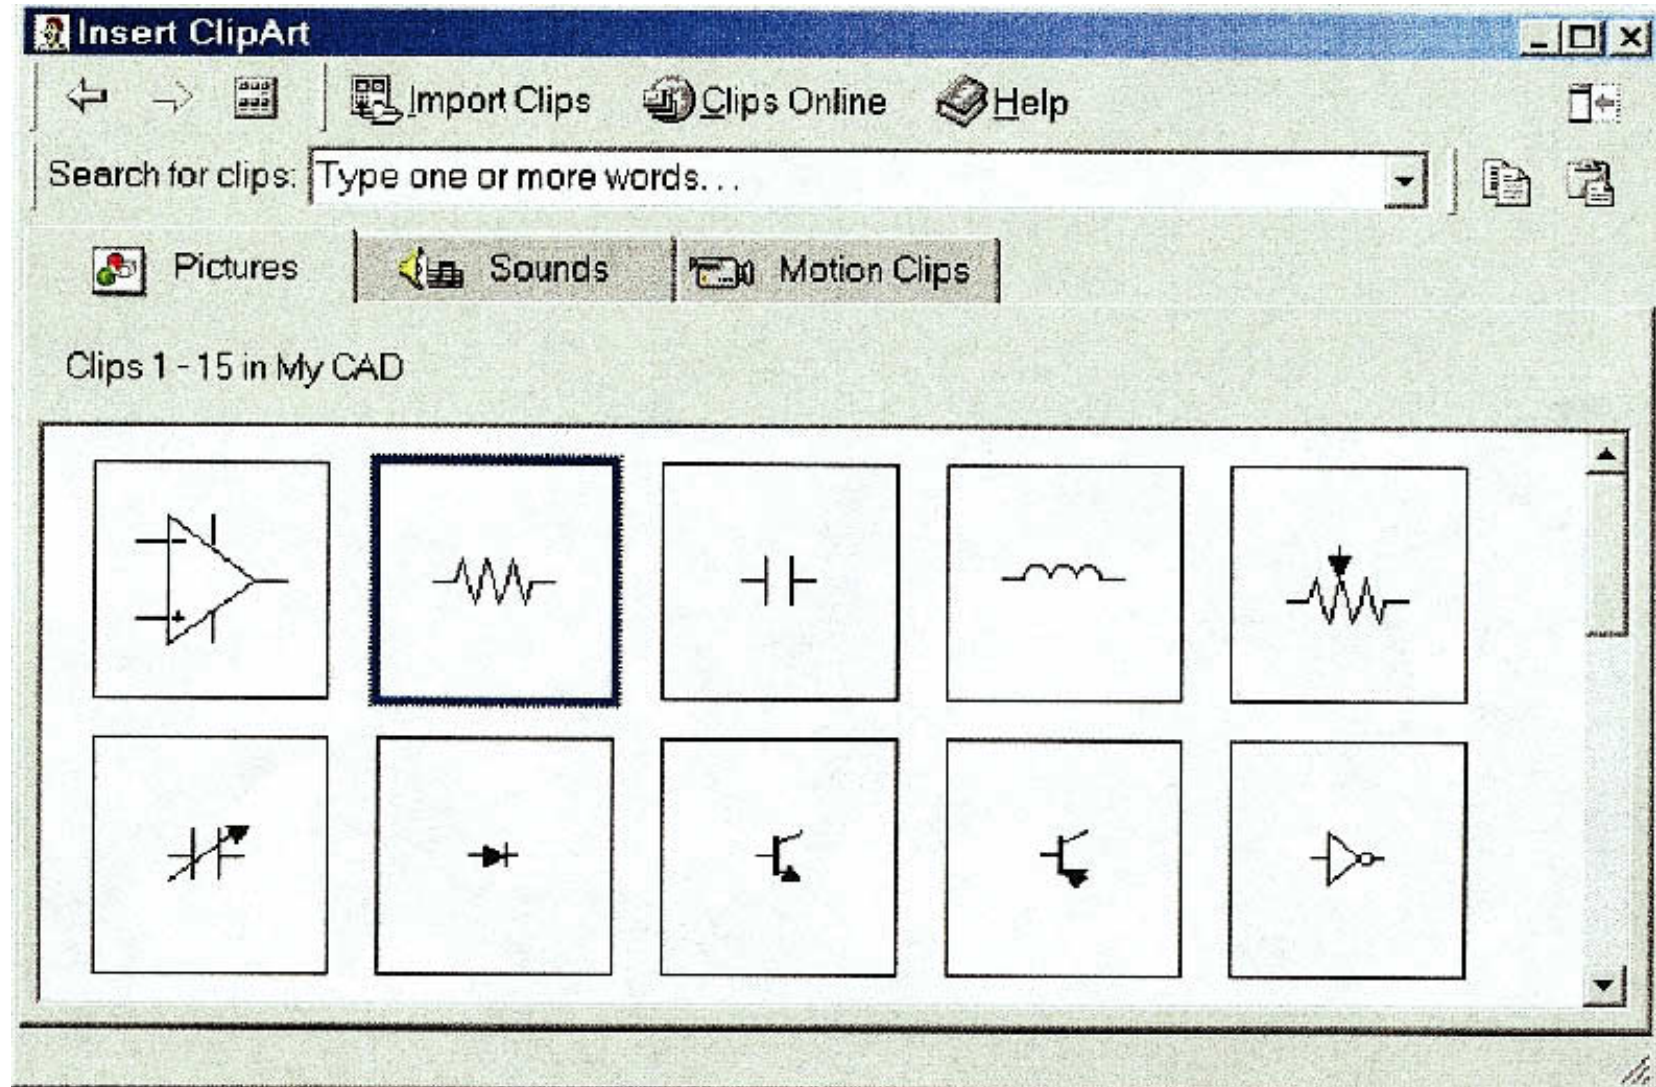 Insert ClipArt
Import Clips Clips Online Help
Search for clips: Type one or more words...
Pictures Sounds Motion Clips
Clips 1 - 15 in My CAD